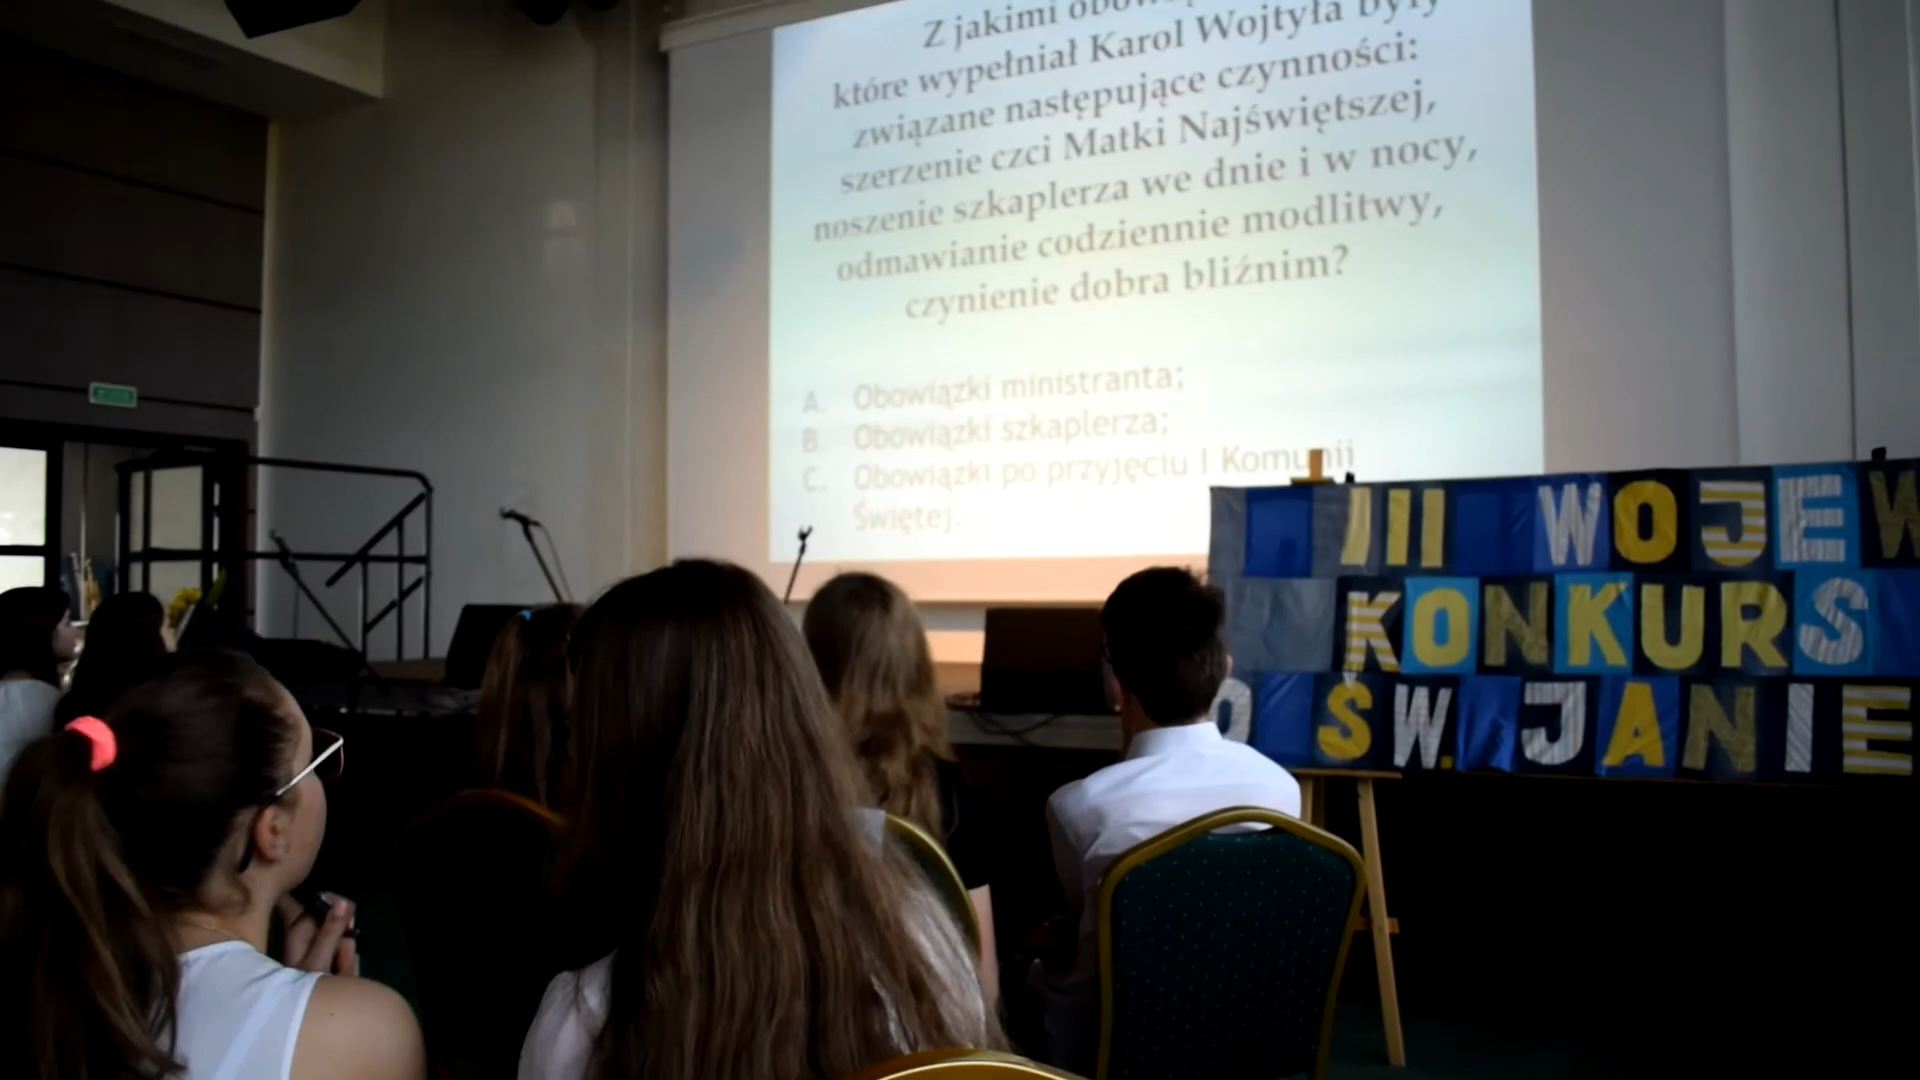 Z jakimi
które wypełniał Karol Wojtyła były
związane następujące czynności:
szerzenie czci Matki Najświętszej,
noszenie szkaplerza we dnie i w nocy,
odmawianie codziennie modlitwy,
czynienie dobra bliźnim?
A. Obowiązki ministranta;
B. Obowiązki szkaplerza;
C. Obowiązki po przyjęciu I Komunii
Świętej.
III WOJEW
KONKURS
O ŚW. JANIE